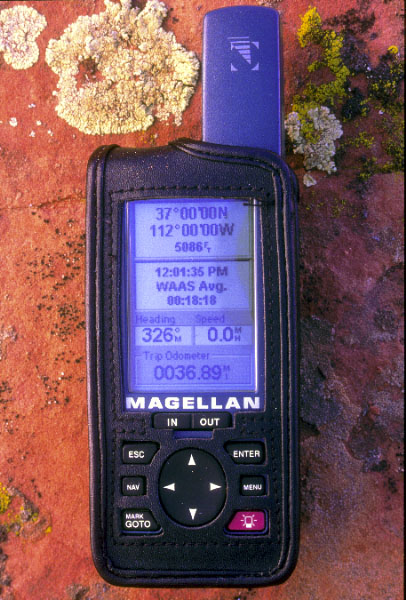 37°00'00N
112°00'00W
5086FT
12:01:35 PM
WAAS Avg.
00:18:18
Heading Speed
326°M 0.0M
Trip Odometer
0036.89MI
MAGELLAN
IN OUT
ESC ENTER
NAV MENU
MARK
GOTO